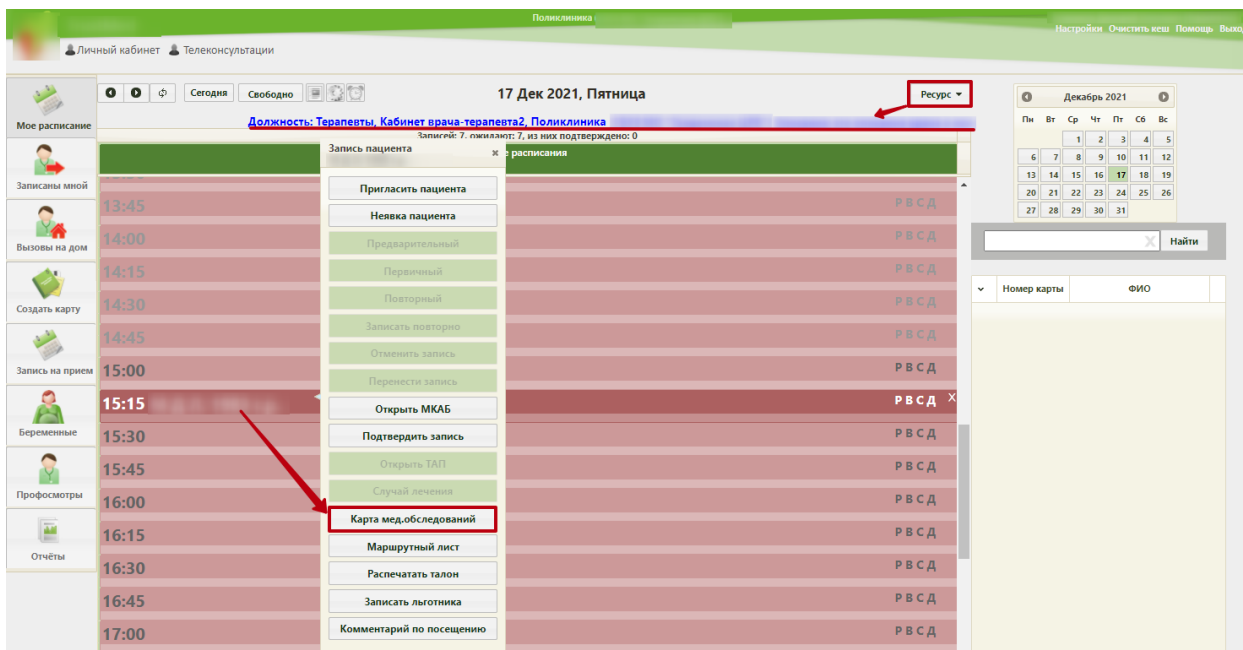 Поликлиника
Настройки Очистить кеш Помощь Выход
Личный кабинет Телеконсультации
Сегодня Свободно 17 Дек 2021, Пятница Ресурс
Должность: Терапевты, Кабинет врача-терапевта2, Поликлиника
Записей: 7, ожидают: 7, из них подтверждено: 0
Запись пациента x
е расписания
Мое расписание
Записаны мной
Вызовы на дом
Создать карту
Запись на прием
Беременные
Профосмотры
Отчёты
13:45 Р В С Д
14:00 Р В С Д
14:15 Р В С Д
14:30 Р В С Д
14:45 Р В С Д
15:00 Р В С Д
15:15 Р В С Д X
15:30 Р В С Д
15:45 Р В С Д
16:00 Р В С Д
16:15 Р В С Д
16:30 Р В С Д
16:45 Р В С Д
17:00 Р В С Д
Пригласить пациента
Неявка пациента
Предварительный
Первичный
Повторный
Записать повторно
Отменить запись
Перенести запись
Открыть МКАБ
Подтвердить запись
Открыть ТАП
Случай лечения
Карта мед.обследований
Маршрутный лист
Распечатать талон
Записать льготника
Комментарий по посещению
Декабрь 2021
Пн Вт Ср Чт Пт Сб Вс
1 2 3 4 5
6 7 8 9 10 11 12
13 14 15 16 17 18 19
20 21 22 23 24 25 26
27 28 29 30 31
X Найти
Номер карты ФИО